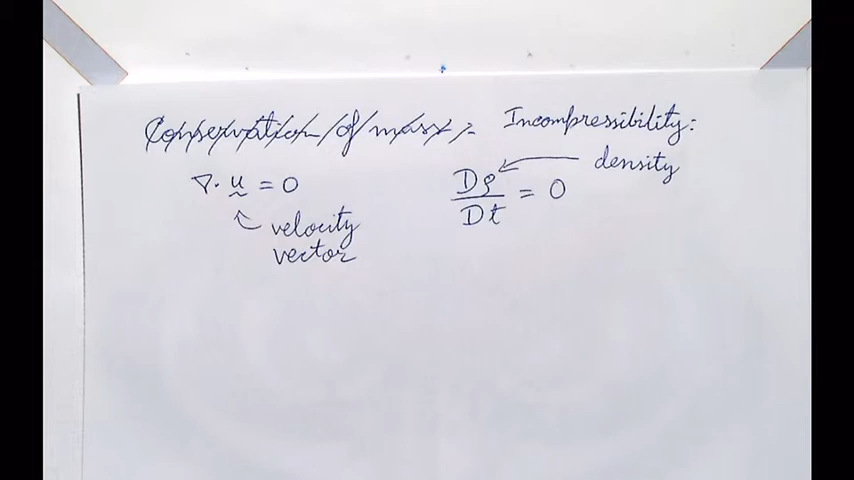 Conservation of mass :-
Incompressibility:
density
∇. ṵ = 0
Dρ/Dt = 0
velocity
vector